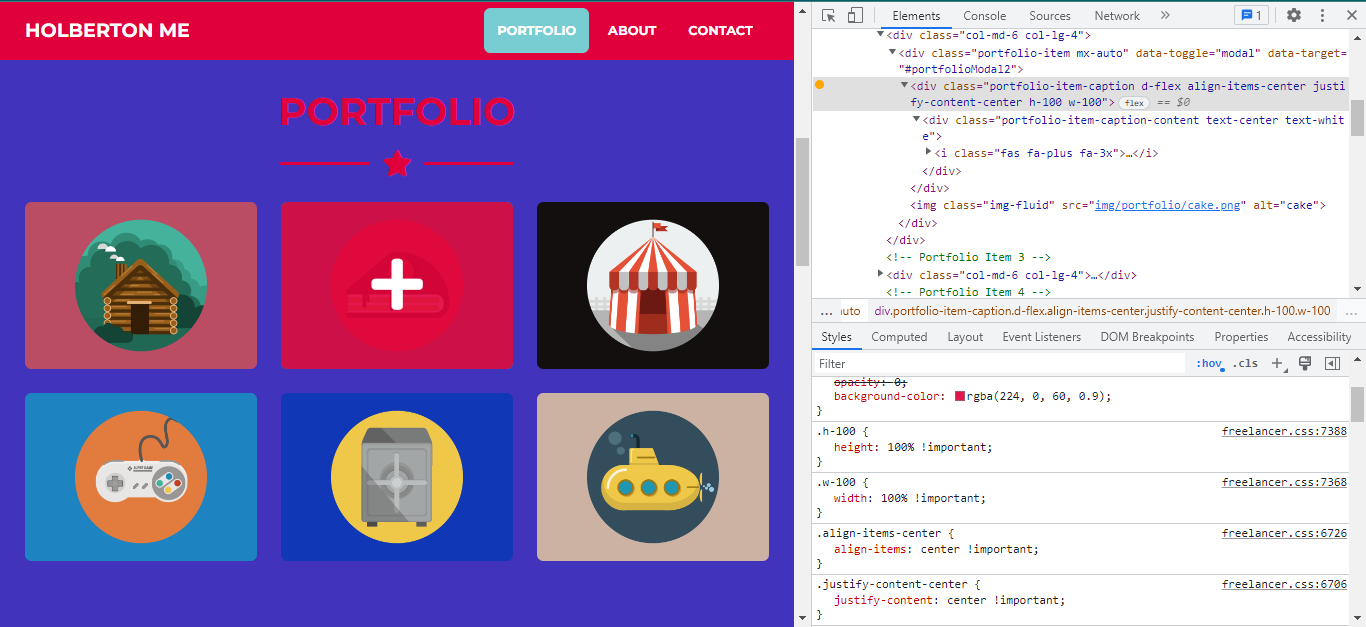 HOLBERTON ME
PORTFOLIO
ABOUT
CONTACT
PORTFOLIO
SUPER GAME
Elements
Console
Sources
Network
»
1
<div class="col-md-6 col-lg-4">
<div class="portfolio-item mx-auto" data-toggle="modal" data-target=
"#portfolioModal2">
<div class="portfolio-item-caption d-flex align-items-center justi
fy-content-center h-100 w-100"> flex == $0
<div class="portfolio-item-caption-content text-center text-whit
e">
<i class="fas fa-plus fa-3x">…</i>
</div>
</div>
<img class="img-fluid" src="img/portfolio/cake.png" alt="cake">
</div>
</div>
<!-- Portfolio Item 3 -->
<div class="col-md-6 col-lg-4">…</div>
<!-- Portfolio Item 4 -->
… auto div.portfolio-item-caption.d-flex.align-items-center.justify-content-center.h-100.w-100 …
Styles
Computed
Layout
Event Listeners
DOM Breakpoints
Properties
Accessibility
Filter
:hov
.cls
+
opacity: 0;
background-color: rgba(224, 0, 60, 0.9);
}
.h-100 { freelancer.css:7388
height: 100% !important;
}
.w-100 { freelancer.css:7368
width: 100% !important;
}
.align-items-center { freelancer.css:6726
align-items: center !important;
}
.justify-content-center { freelancer.css:6706
justify-content: center !important;
}